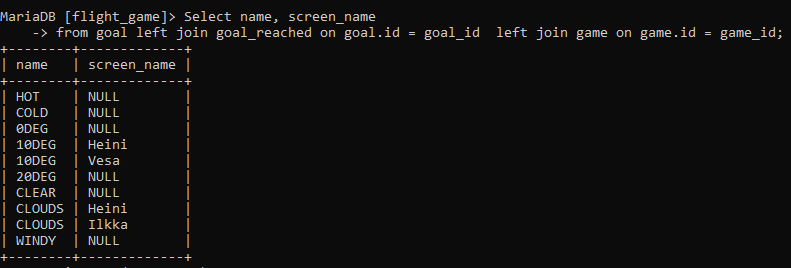 MariaDB [flight_game]> Select name, screen_name
    -> from goal left join goal_reached on goal.id = goal_id  left join game on game.id = game_id;
+--------+-------------+
| name   | screen_name |
+--------+-------------+
| HOT    | NULL        |
| COLD   | NULL        |
| 0DEG   | NULL        |
| 10DEG  | Heini       |
| 10DEG  | Vesa        |
| 20DEG  | NULL        |
| CLEAR  | NULL        |
| CLOUDS | Heini       |
| CLOUDS | Ilkka       |
| WINDY  | NULL        |
+--------+-------------+